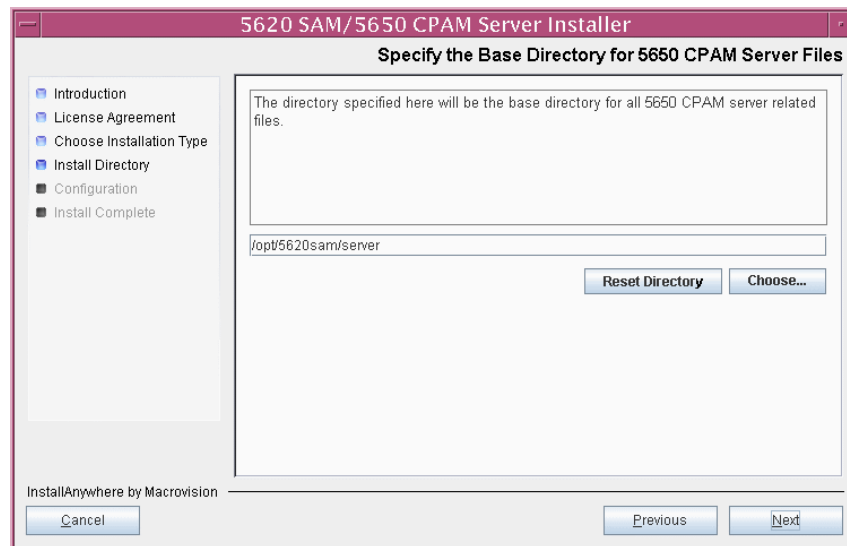 5620 SAM/5650 CPAM Server Installer
Specify the Base Directory for 5650 CPAM Server Files
Introduction
License Agreement
Choose Installation Type
Install Directory
Configuration
Install Complete
The directory specified here will be the base directory for all 5650 CPAM server related
files.
/opt/5620sam/server
Reset Directory
Choose...
InstallAnywhere by Macrovision
Cancel
Previous
Next